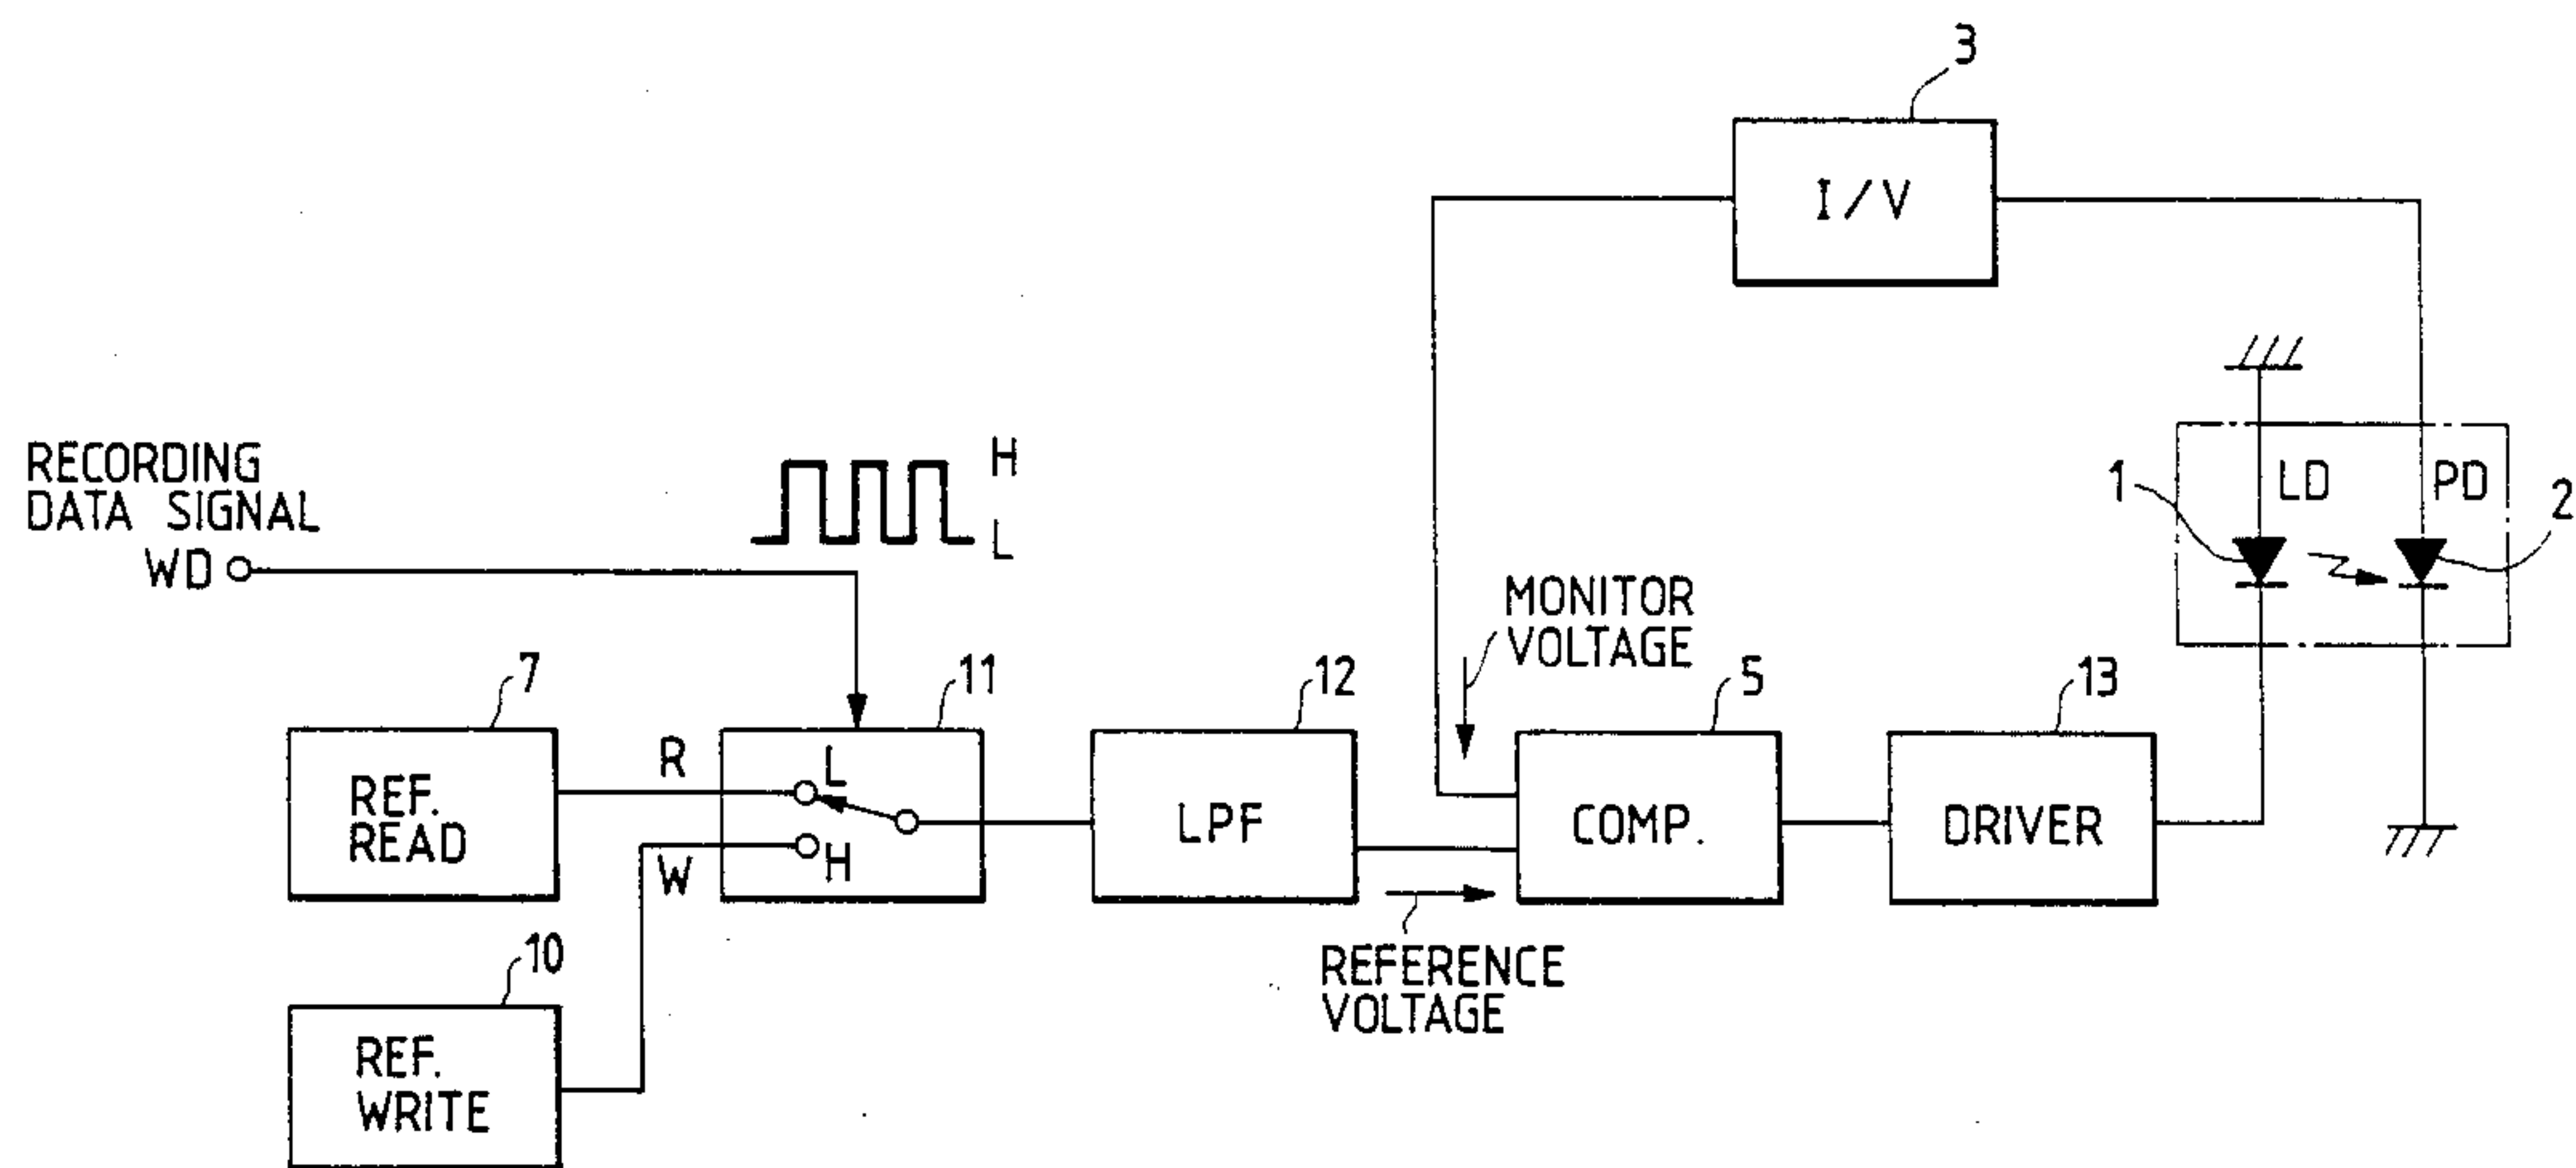 3
I/V
RECORDING
DATA SIGNAL
WD
H
L
1
LD
PD
2
MONITOR
VOLTAGE
7
REF.
READ
R
W
11
L
H
12
LPF
5
COMP.
13
DRIVER
REFERENCE
VOLTAGE
10
REF.
WRITE